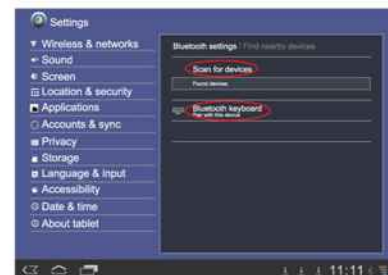 Settings
Wireless & networks
Sound
Screen
Location & security
Applications
Accounts & sync
Privacy
Storage
Language & input
Accessibility
Date & time
About tablet
Bluetooth settings | Find nearby devices
Scan for devices
Found devices
Bluetooth keyboard
Pair with this device
11:11